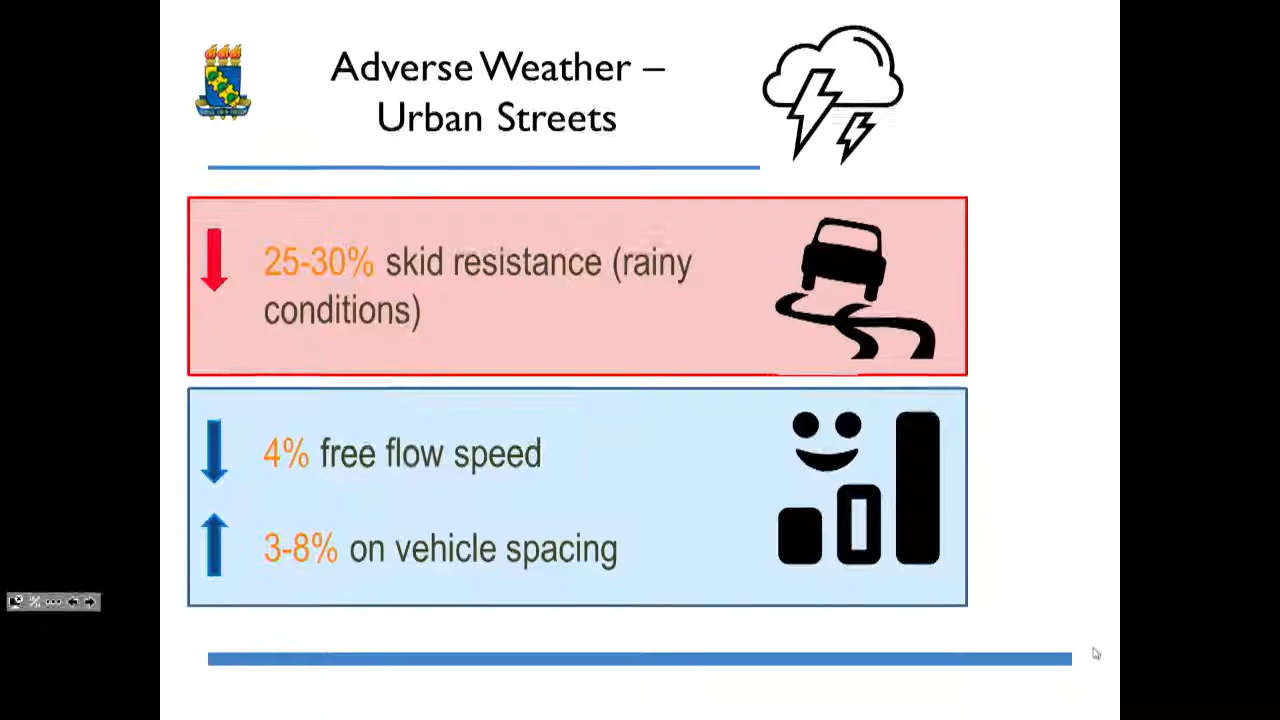 Adverse Weather –
Urban Streets
25-30% skid resistance (rainy
conditions)
4% free flow speed
3-8% on vehicle spacing